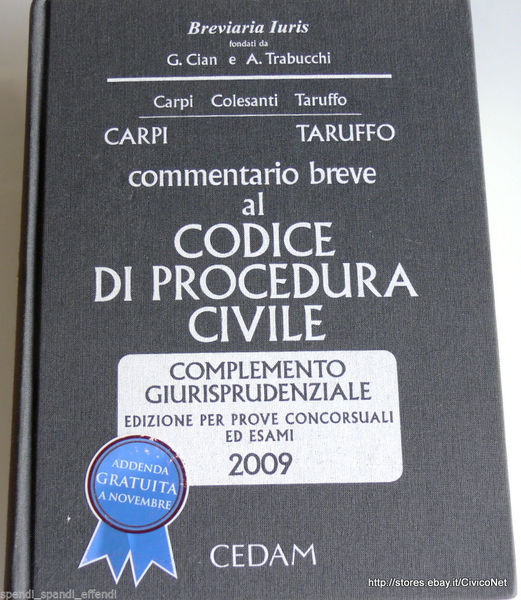 Breviaria Iuris
fondati da
G. Cian e A. Trabucchi
Carpi Colesanti Taruffo
CARPI TARUFFO
commentario breve
al
CODICE
DI PROCEDURA
CIVILE
COMPLEMENTO
GIURISPRUDENZIALE
EDIZIONE PER PROVE CONCORSUALI
ED ESAMI
2009
ADDENDA
GRATUITA
A NOVEMBRE
CEDAM
http://stores.ebay.it/CivicoNet
spendi_spandi_effendi